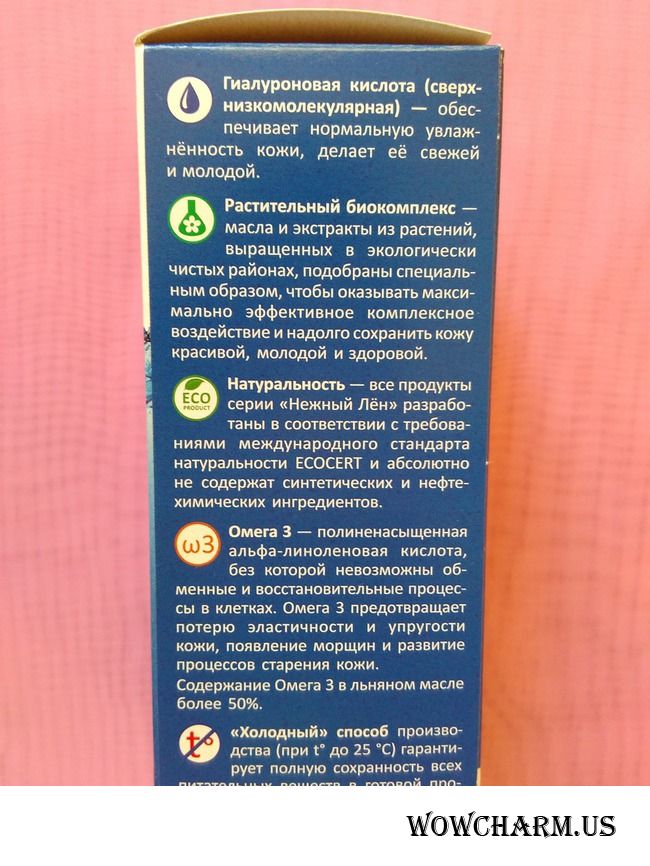 Гиалуроновая кислота (сверх-
низкомолекулярная) — обес-
печивает нормальную увлаж-
нённость кожи, делает её свежей
и молодой.
Растительный биокомплекс —
масла и экстракты из растений,
выращенных в экологически
чистых районах, подобраны специаль-
ным образом, чтобы оказывать макси-
мально эффективное комплексное
воздействие и надолго сохранить кожу
красивой, молодой и здоровой.
ECO
PRODUCT
Натуральность — все продукты
серии «Нежный Лён» разрабо-
таны в соответствии с требова-
ниями международного стандарта
натуральности ECOCERT и абсолютно
не содержат синтетических и нефте-
химических ингредиентов.
ω3
Омега 3 — полиненасыщенная
альфа-линоленовая кислота,
без которой невозможны об-
менные и восстановительные процес-
сы в клетках. Омега 3 предотвращает
потерю эластичности и упругости
кожи, появление морщин и развитие
процессов старения кожи.
Содержание Омега 3 в льняном масле
более 50%.
t°
«Холодный» способ произво-
дства (при t° до 25 °C) гаранти-
рует полную сохранность всех
питательных веществ в готовой про-
WOWCHARM.US